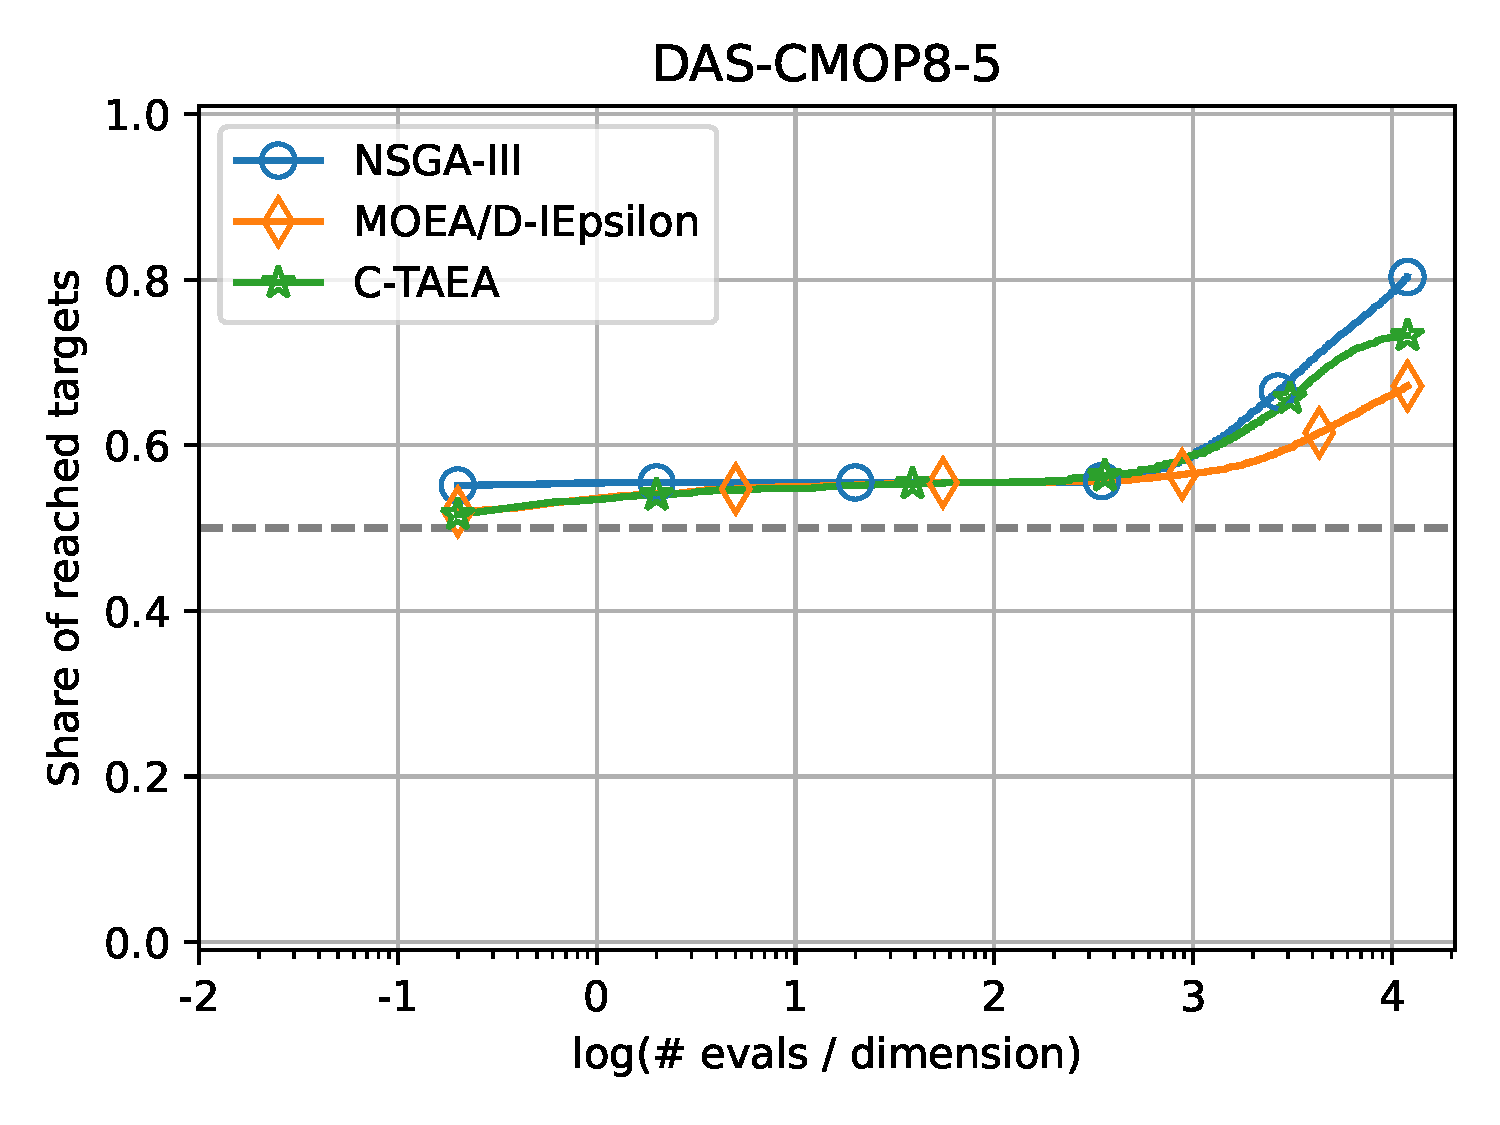 DAS-CMOP8-5
NSGA-III
MOEA/D-IEpsilon
C-TAEA
Share of reached targets
1.0
0.8
0.6
0.4
0.2
0.0
-2 -1 0 1 2 3 4
log(# evals / dimension)